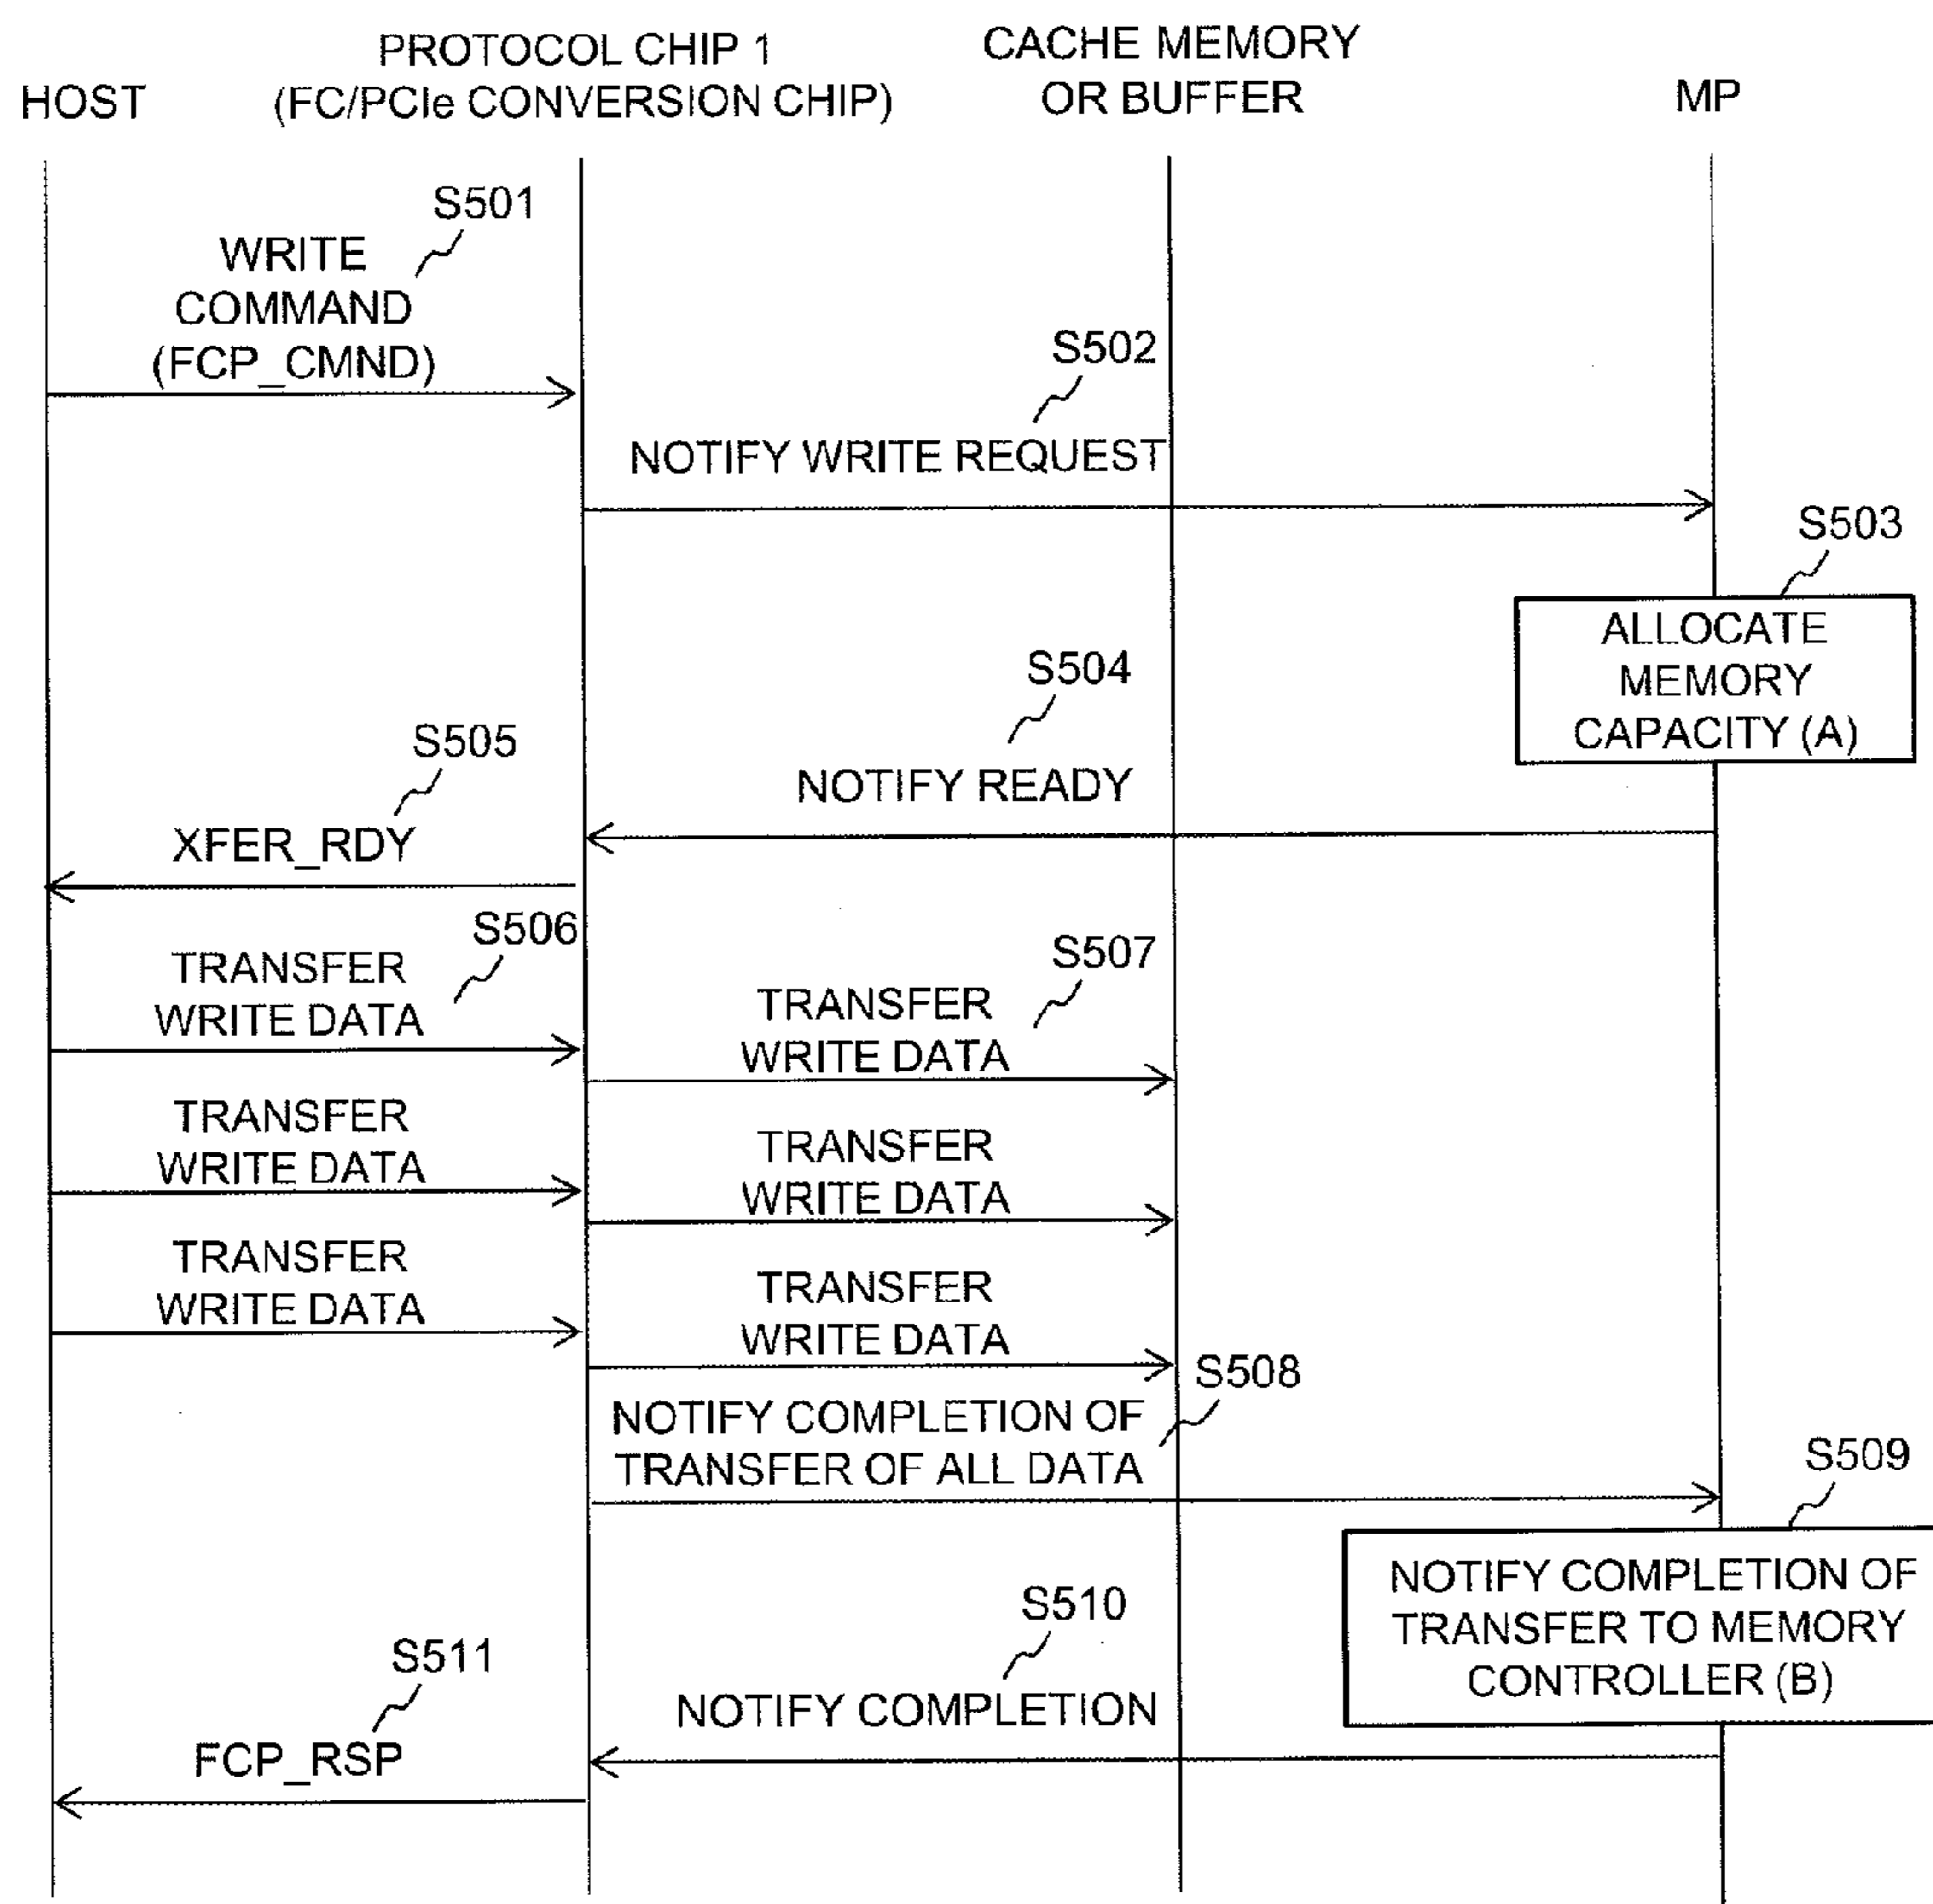 HOST
PROTOCOL CHIP 1
(FC/PCIe CONVERSION CHIP)
CACHE MEMORY
OR BUFFER
MP
S501
WRITE
COMMAND
(FCP_CMND)
S502
NOTIFY WRITE REQUEST
S503
ALLOCATE
MEMORY
CAPACITY (A)
S504
NOTIFY READY
S505
XFER_RDY
S506
TRANSFER
WRITE DATA
S507
TRANSFER
WRITE DATA
TRANSFER
WRITE DATA
TRANSFER
WRITE DATA
TRANSFER
WRITE DATA
TRANSFER
WRITE DATA
S508
NOTIFY COMPLETION OF
TRANSFER OF ALL DATA
S509
NOTIFY COMPLETION OF
TRANSFER TO MEMORY
CONTROLLER (B)
S510
NOTIFY COMPLETION
S511
FCP_RSP